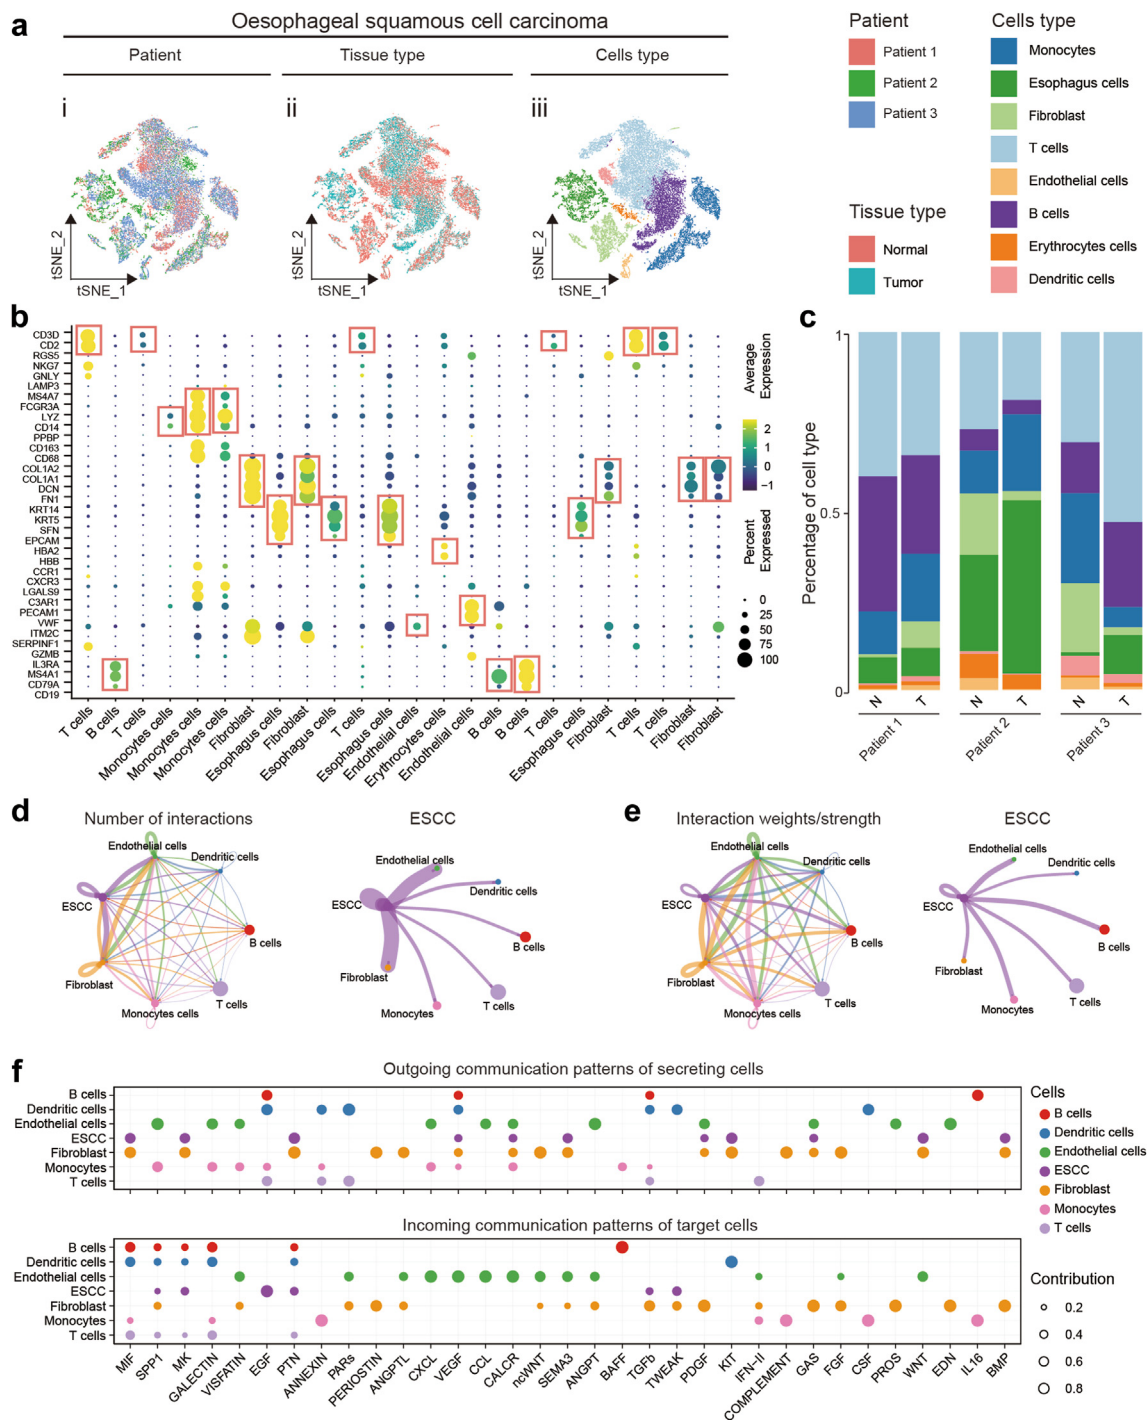 a
Oesophageal squamous cell carcinoma
Patient
Tissue type
Cells type
i
ii
iii
tSNE_2
tSNE_1
tSNE_2
tSNE_1
tSNE_2
tSNE_1
Patient
Patient 1
Patient 2
Patient 3
Tissue type
Normal
Tumor
Cells type
Monocytes
Esophagus cells
Fibroblast
T cells
Endothelial cells
B cells
Erythrocytes cells
Dendritic cells
b
CD3D
CD2
RGS5
NKG7
GNLY
LAMP3
MS4A7
FCGR3A
LYZ
CD14
PPBP
CD163
CD68
COL1A2
COL1A1
DCN
FN1
KRT14
KRT5
SFN
EPCAM
HBA2
HBB
CCR1
CXCR3
LGALS9
C3AR1
PECAM1
VWF
ITM2C
SERPINF1
GZMB
IL3RA
MS4A1
CD79A
CD19
T cells
B cells
T cells
Monocytes cells
Monocytes cells
Monocytes cells
Fibroblast
Esophagus cells
Fibroblast
Esophagus cells
T cells
Esophagus cells
Endothelial cells
Erythrocytes cells
Endothelial cells
B cells
B cells
T cells
Esophagus cells
Fibroblast
T cells
T cells
Fibroblast
Fibroblast
Average
Expression
2
1
0
−1
Percent
Expressed
0
25
50
75
100
c
Percentage of cell type
1
0.5
0
N
T
N
T
N
T
Patient 1
Patient 2
Patient 3
d
Number of interactions
Endothelial cells
Dendritic cells
ESCC
B cells
Fibroblast
T cells
Monocytes cells
ESCC
Endothelial cells
Dendritic cells
ESCC
B cells
Fibroblast
T cells
Monocytes
e
Interaction weights/strength
Endothelial cells
Dendritic cells
ESCC
B cells
Fibroblast
T cells
Monocytes cells
ESCC
Endothelial cells
Dendritic cells
ESCC
B cells
Fibroblast
T cells
Monocytes
f
Outgoing communication patterns of secreting cells
B cells
Dendritic cells
Endothelial cells
ESCC
Fibroblast
Monocytes
T cells
Incoming communication patterns of target cells
B cells
Dendritic cells
Endothelial cells
ESCC
Fibroblast
Monocytes
T cells
MIF
SPP1
MK
GALECTIN
VISFATIN
EGF
PTN
ANNEXIN
PARs
PERIOSTIN
ANGPTL
CXCL
VEGF
CCL
CALCR
ncWNT
SEMA3
ANGPT
BAFF
TGFb
TWEAK
PDGF
KIT
IFN−II
COMPLEMENT
GAS
FGF
CSF
PROS
WNT
EDN
IL16
BMP
Cells
B cells
Dendritic cells
Endothelial cells
ESCC
Fibroblast
Monocytes
T cells
Contribution
0.2
0.4
0.6
0.8